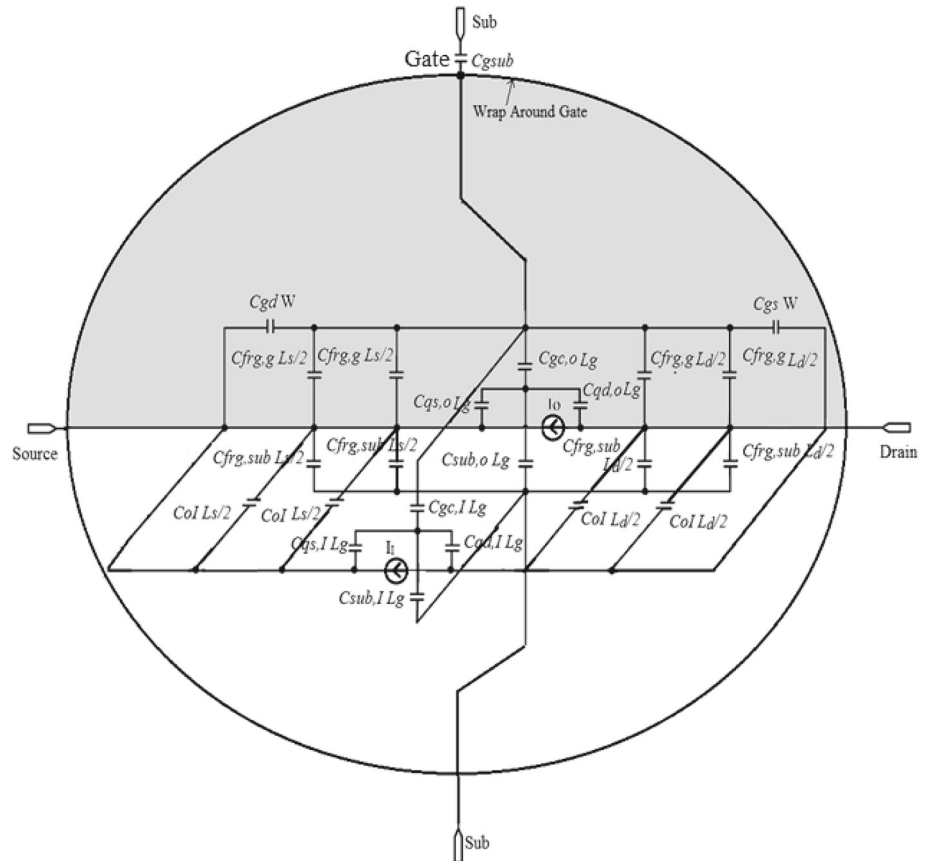 Sub
Gate
Cgsub
Wrap Around Gate
Cgd W
Cgs W
Cfrg,g Ls/2
Cfrg,g Ls/2
Cgc,o Lg
Cfrg,g Ld/2
Cfrg,g Ld/2
Cqs,o Lg
Cqd,oLg
IO
Source
Drain
Cfrg,sub Ls/2
Cfrg,sub Ls/2
Csub,o Lg
Cfrg,sub Ld/2
Cfrg,sub Ld/2
CoI Ls/2
CoI Ls/2
Cgc,I Lg
CoI Ld/2
CoI Ld/2
Cqs,I Lg
II
Cqd,I Lg
Csub,I Lg
Sub